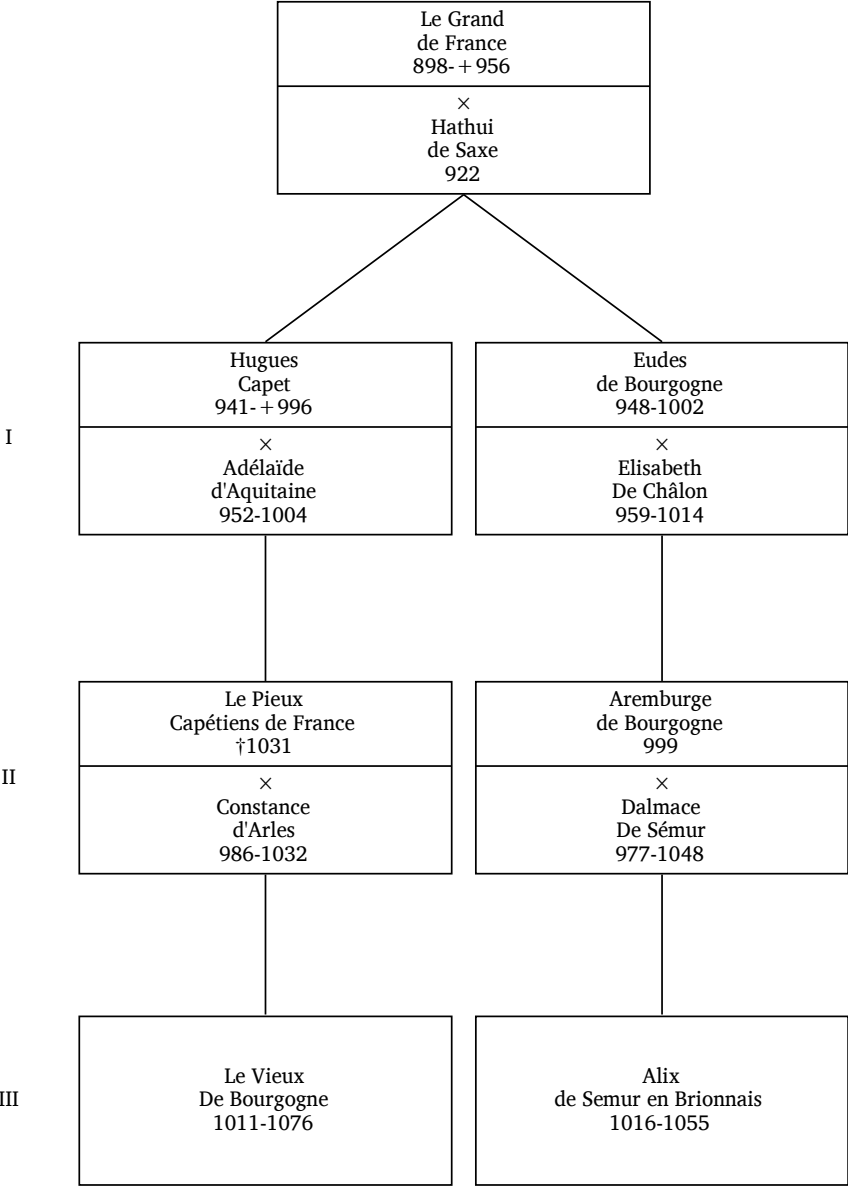 Le Grand
de France
898-+956
×
Hathui
de Saxe
922
I
Hugues
Capet
941-+996
×
Adélaïde
d'Aquitaine
952-1004
Eudes
de Bourgogne
948-1002
×
Elisabeth
De Châlon
959-1014
II
Le Pieux
Capétiens de France
†1031
×
Constance
d'Arles
986-1032
Aremburge
de Bourgogne
999
×
Dalmace
De Sémur
977-1048
III
Le Vieux
De Bourgogne
1011-1076
Alix
de Semur en Brionnais
1016-1055